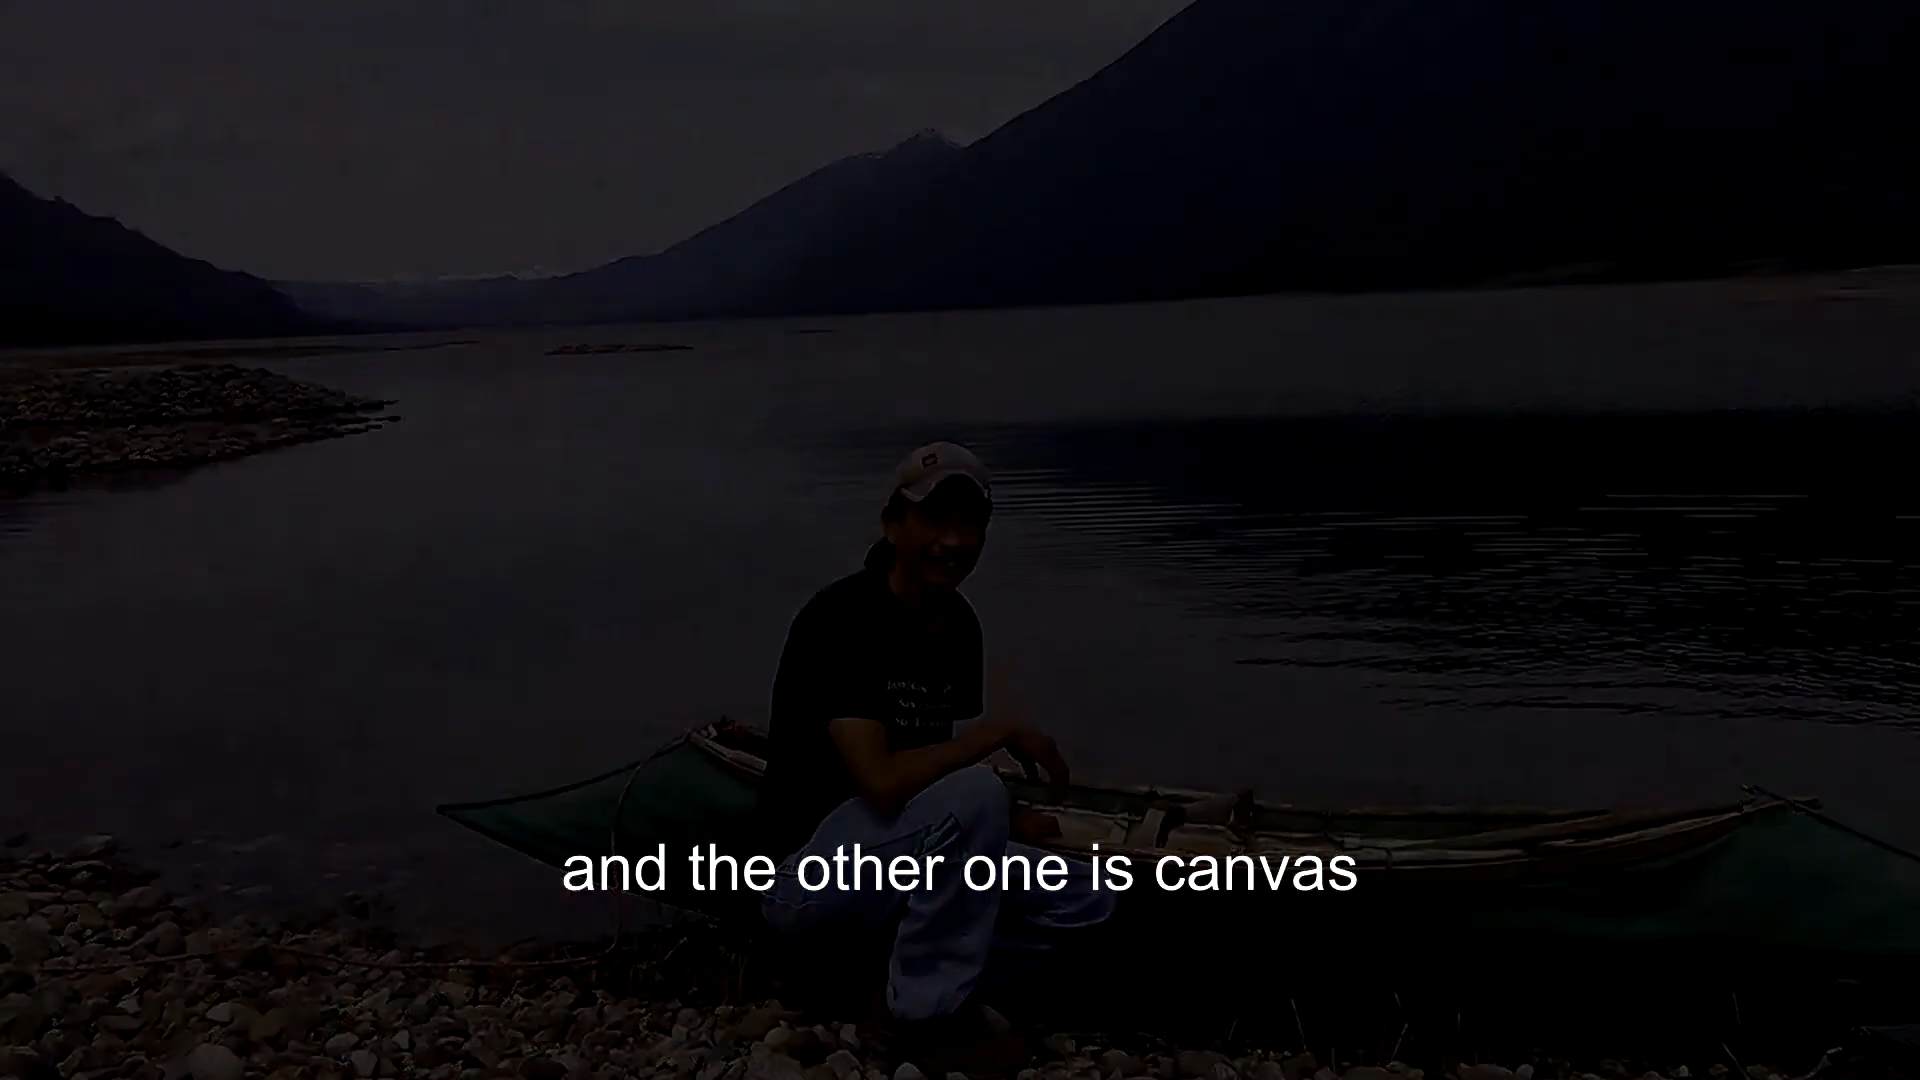 and the other one is canvas